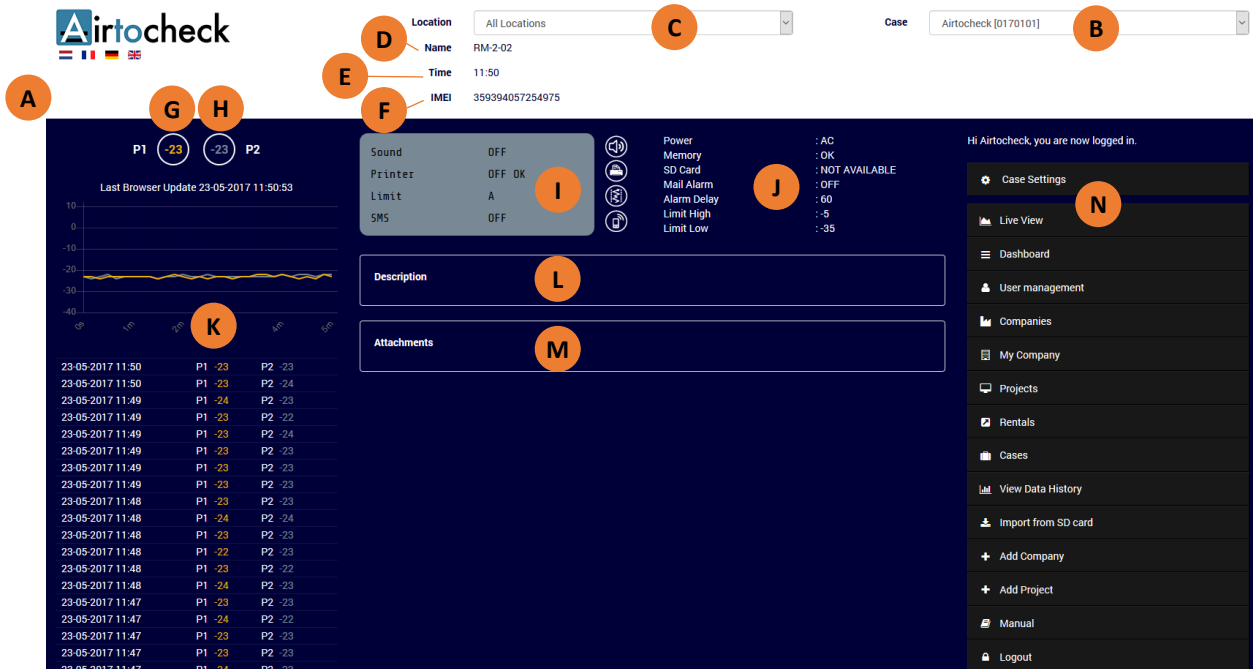 Airtocheck
Location All Locations C
Case Airtocheck [0170101] B
D Name RM-2-02
E Time 11:50
F IMEI 359394057254975
A
G H
P1 -23 -23 P2
Last Browser Update 23-05-2017 11:50:53
10
0
-10
-20
-30
-40
0s 1m 2m 4m 5m
K
23-05-2017 11:50 P1 -23 P2 -23
23-05-2017 11:50 P1 -23 P2 -24
23-05-2017 11:49 P1 -24 P2 -23
23-05-2017 11:49 P1 -23 P2 -22
23-05-2017 11:49 P1 -23 P2 -24
23-05-2017 11:49 P1 -23 P2 -23
23-05-2017 11:49 P1 -23 P2 -23
23-05-2017 11:49 P1 -23 P2 -23
23-05-2017 11:48 P1 -23 P2 -23
23-05-2017 11:48 P1 -24 P2 -24
23-05-2017 11:48 P1 -23 P2 -23
23-05-2017 11:48 P1 -22 P2 -23
23-05-2017 11:48 P1 -23 P2 -22
23-05-2017 11:48 P1 -24 P2 -23
23-05-2017 11:47 P1 -23 P2 -23
23-05-2017 11:47 P1 -24 P2 -22
23-05-2017 11:47 P1 -23 P2 -23
23-05-2017 11:47 P1 -23 P2 -23
23-05-2017 11:47 P1 -24 P2 -23
Sound OFF
Printer OFF OK
Limit A
SMS OFF
I
Power : AC
Memory : OK
SD Card : NOT AVAILABLE
Mail Alarm : OFF
Alarm Delay : 60
Limit High : -5
Limit Low : -35
J
Description L
Attachments M
Hi Airtocheck, you are now logged in.
Case Settings
N
Live View
Dashboard
User management
Companies
My Company
Projects
Rentals
Cases
View Data History
Import from SD card
Add Company
Add Project
Manual
Logout